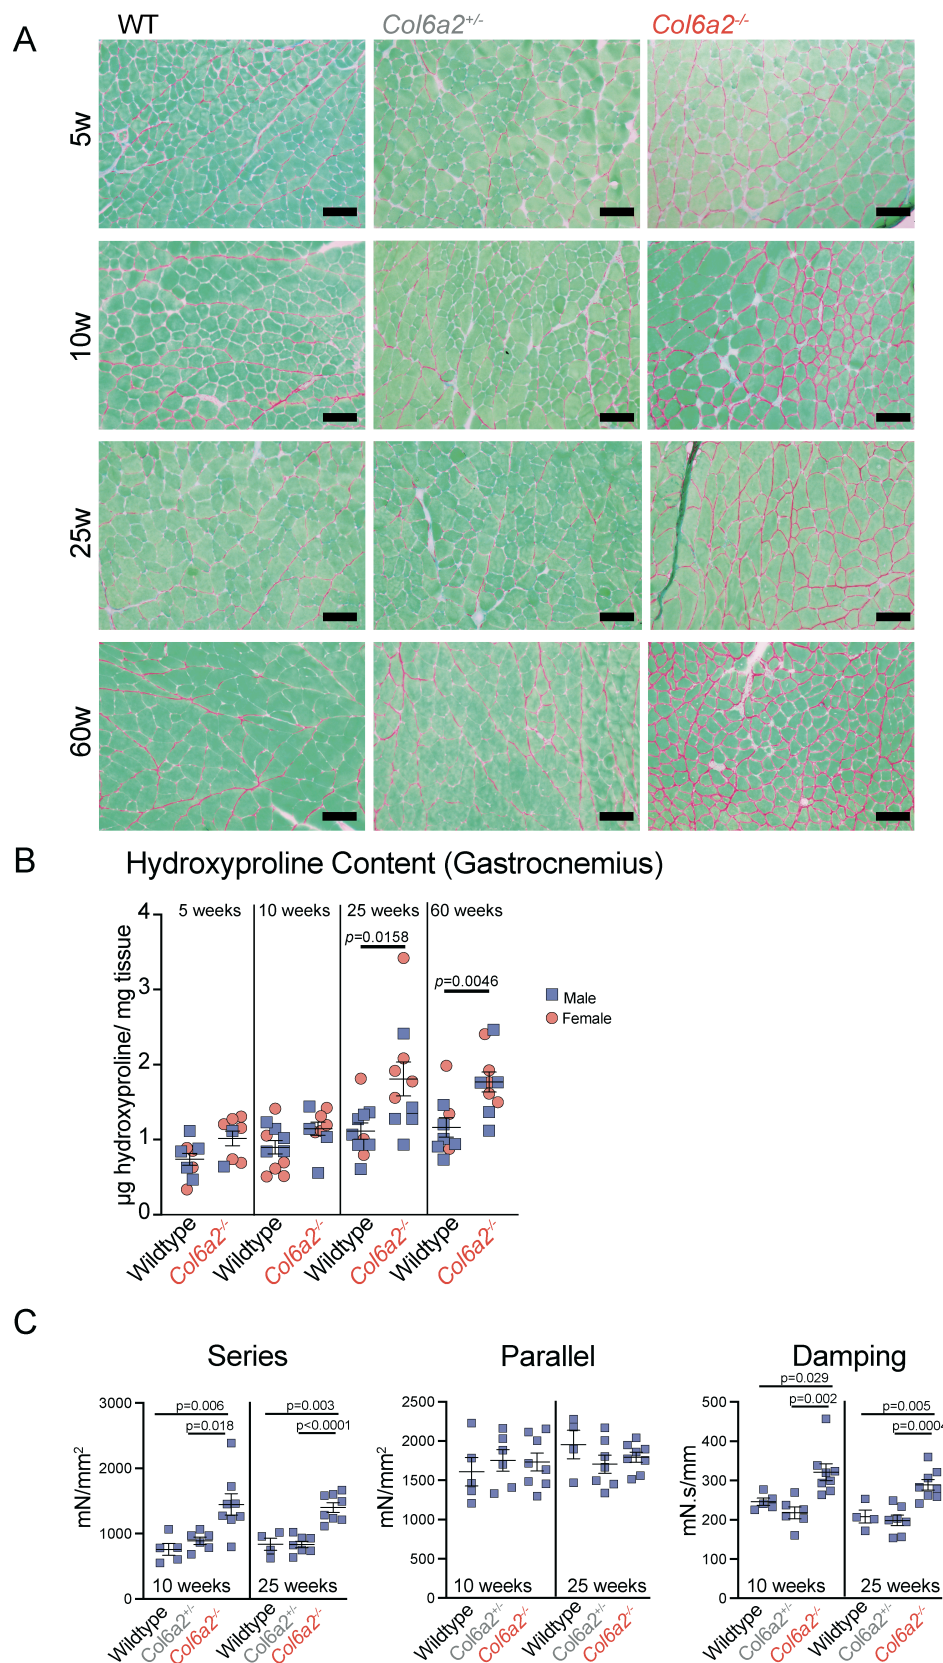 A
WT
Col6a2+/-
Col6a2-/-
5w
10w
25w
60w
B
Hydroxyproline Content (Gastrocnemius)
µg hydroxyproline/ mg tissue
4
3
2
1
0
5 weeks
10 weeks
25 weeks
60 weeks
p=0.0158
p=0.0046
Male
Female
Wildtype
Col6a2-/-
Wildtype
Col6a2-/-
Wildtype
Col6a2-/-
Wildtype
Col6a2-/-
C
Series
mN/mm2
3000
2000
1000
0
p=0.006
p=0.018
p=0.003
p<0.0001
10 weeks
25 weeks
Wildtype
Col6a2+/-
Col6a2-/-
Wildtype
Col6a2+/-
Col6a2-/-
Parallel
mN/mm2
2500
2000
1500
1000
500
0
10 weeks
25 weeks
Wildtype
Col6a2+/-
Col6a2-/-
Wildtype
Col6a2+/-
Col6a2-/-
Damping
mN.s/mm
500
400
300
200
100
0
p=0.029
p=0.002
p=0.005
p=0.0004
10 weeks
25 weeks
Wildtype
Col6a2+/-
Col6a2-/-
Wildtype
Col6a2+/-
Col6a2-/-